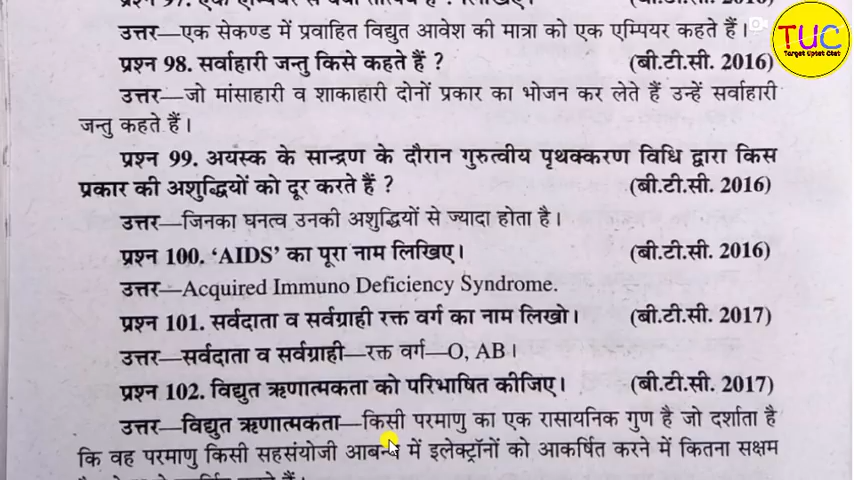 उत्तर—एक सेकण्ड में प्रवाहित विद्युत आवेश की मात्रा को एक एम्पियर कहते हैं।
TUC
Target Uptet Ctet
प्रश्न 98. सर्वाहारी जन्तु किसे कहते हैं ? (बी.टी.सी. 2016)
उत्तर—जो मांसाहारी व शाकाहारी दोनों प्रकार का भोजन कर लेते हैं उन्हें सर्वाहारी
जन्तु कहते हैं।
प्रश्न 99. अयस्क के सान्द्रण के दौरान गुरुत्वीय पृथक्करण विधि द्वारा किस
प्रकार की अशुद्धियों को दूर करते हैं ? (बी.टी.सी. 2016)
उत्तर—जिनका घनत्व उनकी अशुद्धियों से ज्यादा होता है।
प्रश्न 100. ‘AIDS’ का पूरा नाम लिखिए। (बी.टी.सी. 2016)
उत्तर—Acquired Immuno Deficiency Syndrome.
प्रश्न 101. सर्वदाता व सर्वग्राही रक्त वर्ग का नाम लिखो। (बी.टी.सी. 2017)
उत्तर—सर्वदाता व सर्वग्राही—रक्त वर्ग—O, AB।
प्रश्न 102. विद्युत ऋणात्मकता को परिभाषित कीजिए। (बी.टी.सी. 2017)
उत्तर—विद्युत ऋणात्मकता—किसी परमाणु का एक रासायनिक गुण है जो दर्शाता है
कि वह परमाणु किसी सहसंयोजी आबन्ध में इलेक्ट्रॉनों को आकर्षित करने में कितना सक्षम